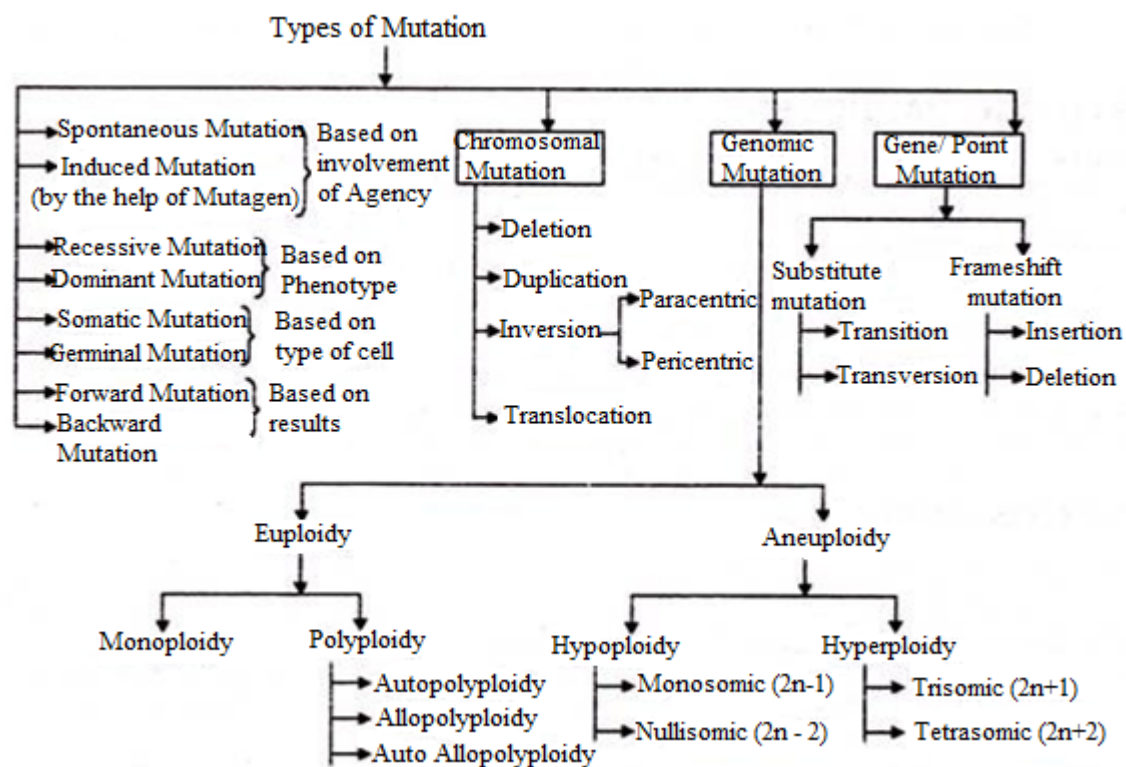 Types of Mutation
Spontaneous Mutation
Induced Mutation
(by the help of Mutagen)
Based on
involvement
of Agency
Recessive Mutation
Dominant Mutation
Based on
Phenotype
Somatic Mutation
Germinal Mutation
Based on
type of cell
Forward Mutation
Backward
Mutation
Based on
results
Chromosomal
Mutation
Deletion
Duplication
Inversion
Paracentric
Pericentric
Translocation
Genomic
Mutation
Gene/ Point
Mutation
Substitute
mutation
Transition
Transversion
Frameshift
mutation
Insertion
Deletion
Euploidy
Monoploidy
Polyploidy
Autopolyploidy
Allopolyploidy
Auto Allopolyploidy
Aneuploidy
Hypoploidy
Monosomic (2n-1)
Nullisomic (2n - 2)
Hyperploidy
Trisomic (2n+1)
Tetrasomic (2n+2)